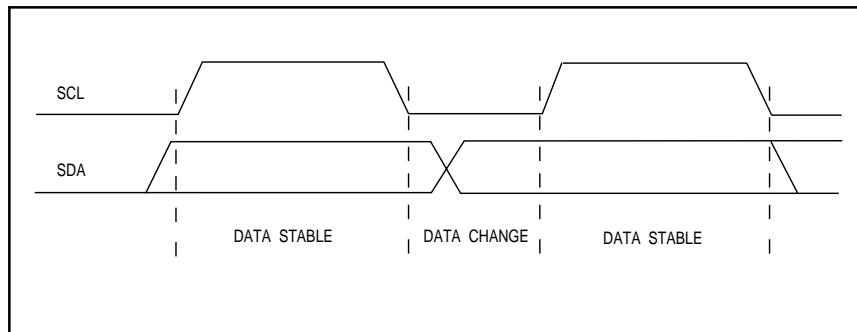 SCL
SDA
DATA STABLE
DATA CHANGE
DATA STABLE